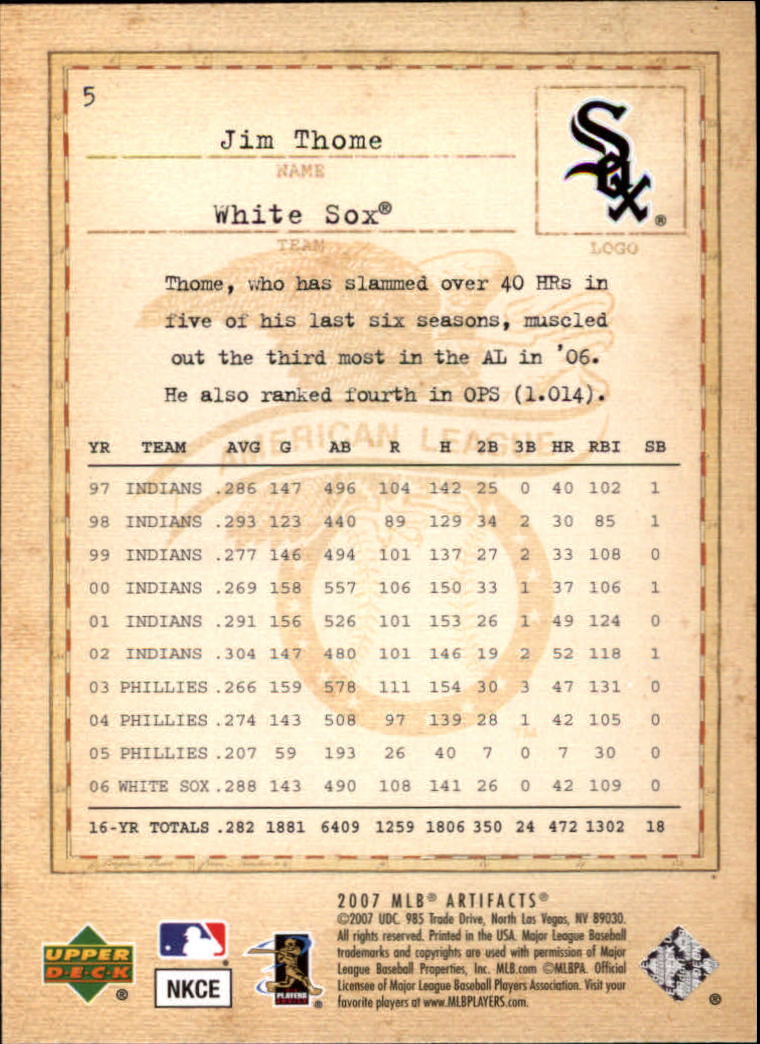 5
Jim Thome
NAME
White Sox®
TEAM
Sox ®
LOGO
Thome, who has slammed over 40 HRs in
five of his last six seasons, muscled
out the third most in the AL in '06.
He also ranked fourth in OPS (1.014).
AMERICAN LEAGUE
YR TEAM AVG G AB R H 2B 3B HR RBI SB
97 INDIANS .286 147 496 104 142 25 0 40 102 1
98 INDIANS .293 123 440 89 129 34 2 30 85 1
99 INDIANS .277 146 494 101 137 27 2 33 108 0
00 INDIANS .269 158 557 106 150 33 1 37 106 1
01 INDIANS .291 156 526 101 153 26 1 49 124 0
02 INDIANS .304 147 480 101 146 19 2 52 118 1
03 PHILLIES .266 159 578 111 154 30 3 47 131 0
04 PHILLIES .274 143 508 97 139 28 1 42 105 0
TM
05 PHILLIES .207 59 193 26 40 7 0 7 30 0
06 WHITE SOX .288 143 490 108 141 26 0 42 109 0
16-YR TOTALS .282 1881 6409 1259 1806 350 24 472 1302 18
2007 MLB® ARTIFACTS®
©2007 UDC. 985 Trade Drive, North Las Vegas, NV 89030.
All rights reserved. Printed in the USA. Major League Baseball
trademarks and copyrights are used with permission of Major
League Baseball Properties, Inc. MLB.com ©MLBPA. Official
Licensee of Major League Baseball Players Association. Visit your
favorite players at www.MLBPLAYERS.com.
UPPER
D·E·C·K
®
®
NKCE
PLAYERS
®
®